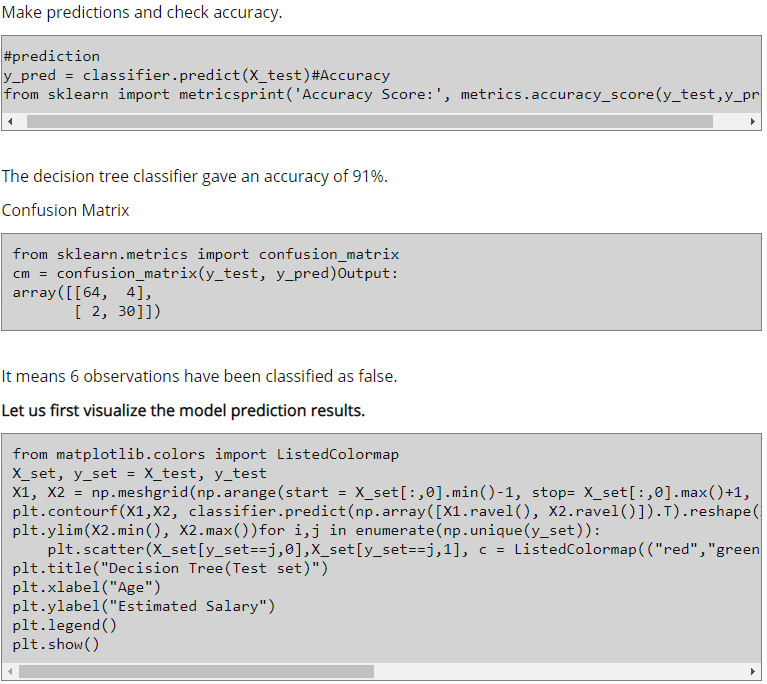 Make predictions and check accuracy.
#prediction
y_pred = classifier.predict(X_test)#Accuracy
from sklearn import metricsprint('Accuracy Score:', metrics.accuracy_score(y_test,y_pr
The decision tree classifier gave an accuracy of 91%.
Confusion Matrix
from sklearn.metrics import confusion_matrix
cm = confusion_matrix(y_test, y_pred)Output:
array([[64,  4],
       [ 2, 30]])
It means 6 observations have been classified as false.
Let us first visualize the model prediction results.
from matplotlib.colors import ListedColormap
X_set, y_set = X_test, y_test
X1, X2 = np.meshgrid(np.arange(start = X_set[:,0].min()-1, stop= X_set[:,0].max()+1,
plt.contourf(X1,X2, classifier.predict(np.array([X1.ravel(), X2.ravel()]).T).reshape(
plt.ylim(X2.min(), X2.max())for i,j in enumerate(np.unique(y_set)):
    plt.scatter(X_set[y_set==j,0],X_set[y_set==j,1], c = ListedColormap(("red","green
plt.title("Decision Tree(Test set)")
plt.xlabel("Age")
plt.ylabel("Estimated Salary")
plt.legend()
plt.show()